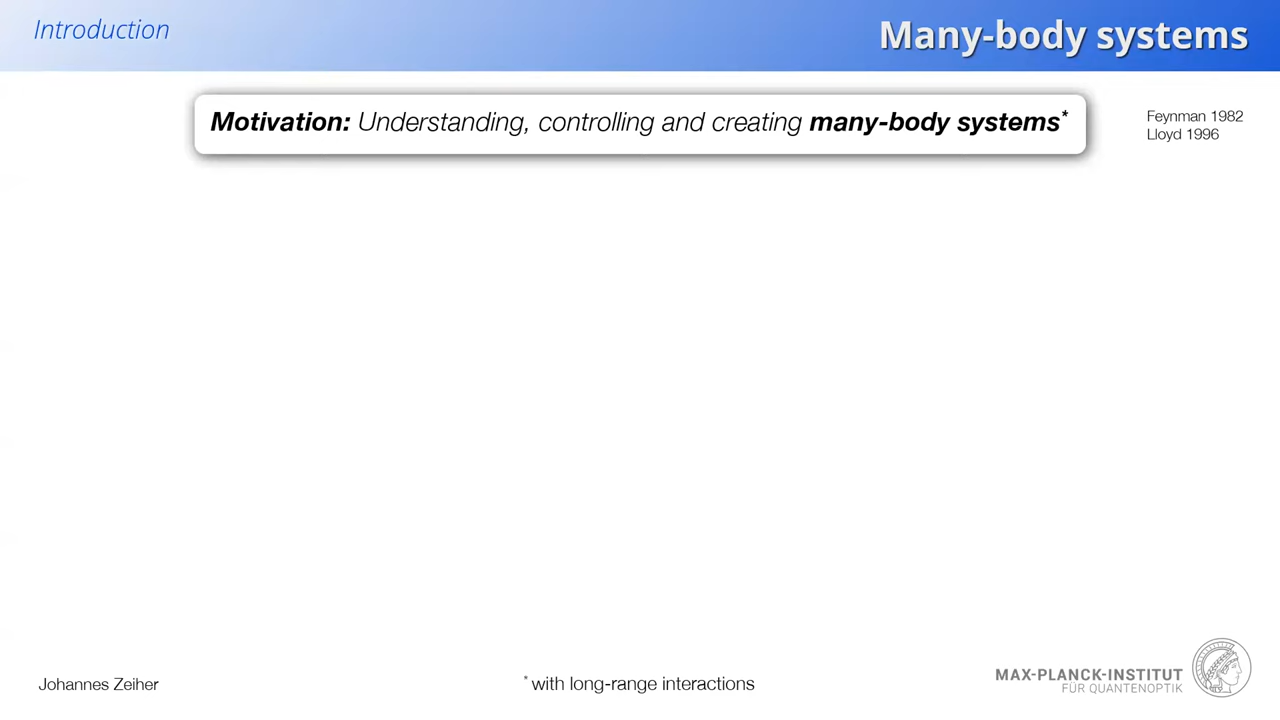 Introduction
Many-body systems
Motivation: Understanding, controlling and creating many-body systems*
Feynman 1982
Lloyd 1996
Johannes Zeiher
* with long-range interactions
MAX-PLANCK-INSTITUT
FÜR QUANTENOPTIK